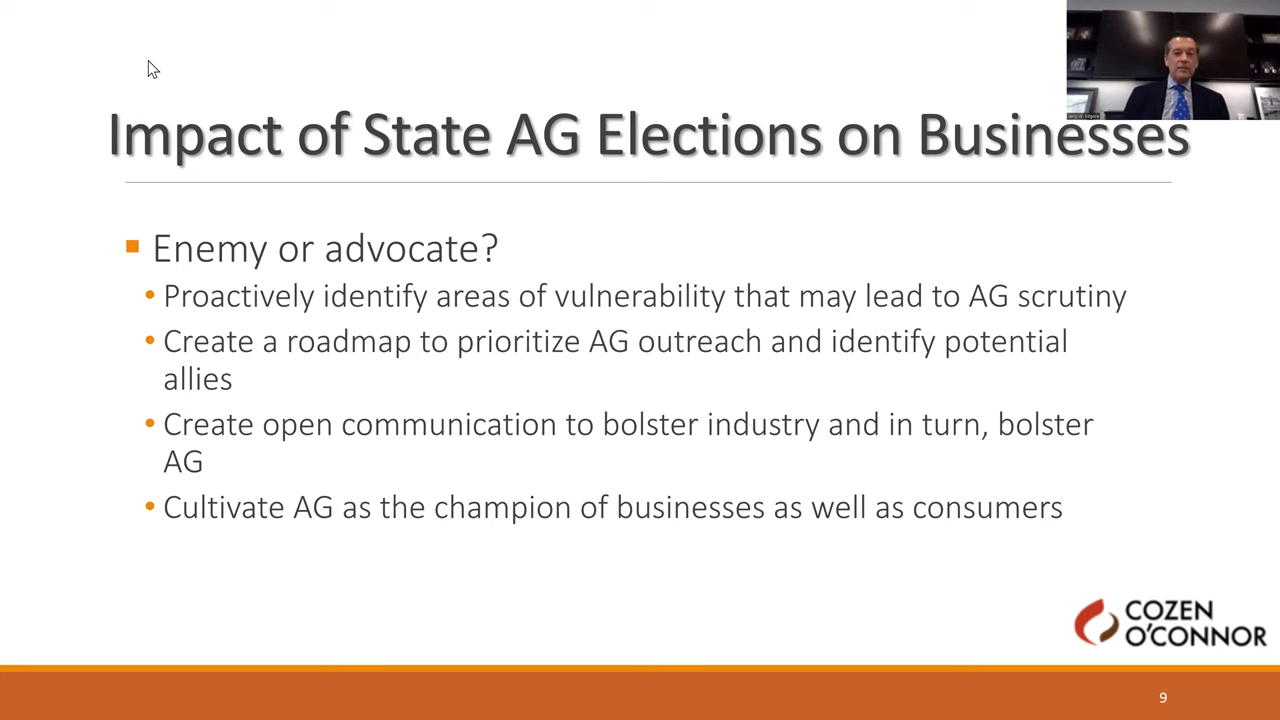 Impact of State AG Elections on Businesses
Enemy or advocate?
Proactively identify areas of vulnerability that may lead to AG scrutiny
Create a roadmap to prioritize AG outreach and identify potential
allies
Create open communication to bolster industry and in turn, bolster
AG
Cultivate AG as the champion of businesses as well as consumers
COZEN
O'CONNOR
9